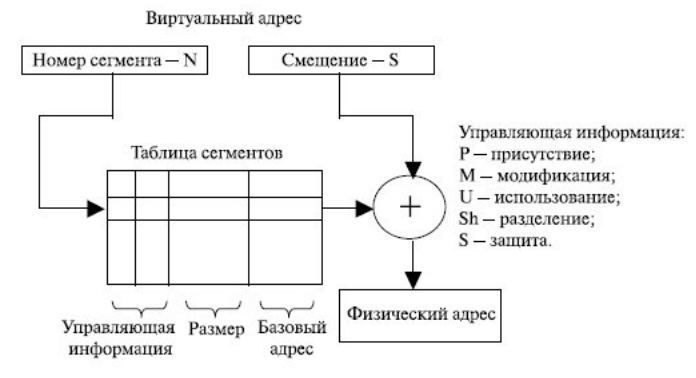 Виртуальный адрес
Номер сегмента — N
Смещение — S
Управляющая информация:
P — присутствие;
M — модификация;
U — использование;
Sh — разделение;
S — защита.
Таблица сегментов
+
Управляющая
информация
Размер
Базовый
адрес
Физический адрес